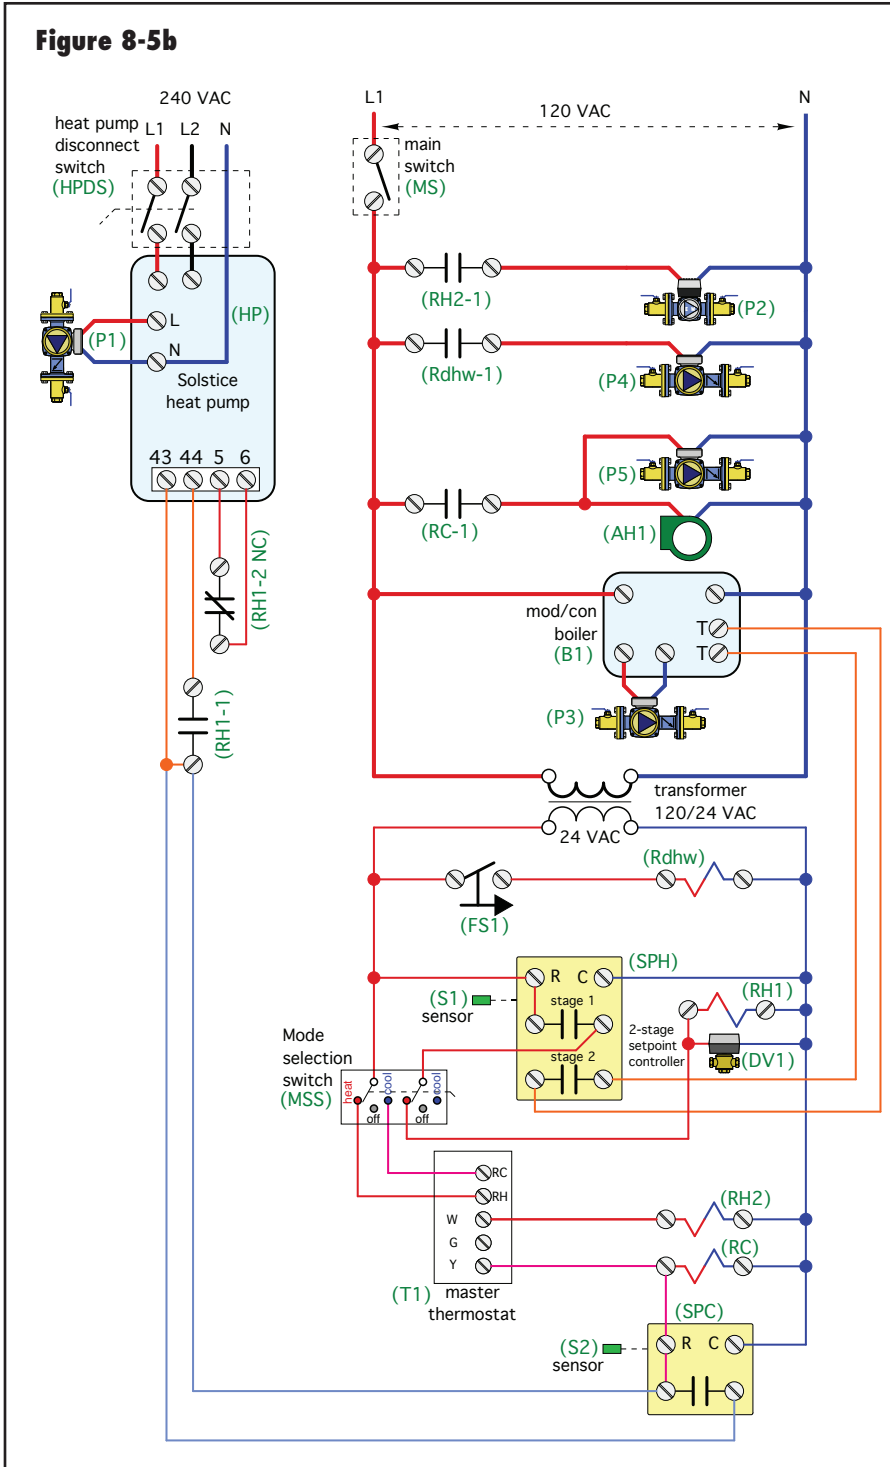 Figure 8-5b
240 VAC
L1 L2 N
heat pump
disconnect
switch
(HPDS)
L1
120 VAC
N
main
switch
(MS)
(RH2-1)
(P2)
(HP)
L
(P1)
N
Solstice
heat pump
43 44 5 6
(Rdhw-1)
(P4)
(P5)
(RC-1)
(AH1)
(RH1-2 NC)
mod/con
boiler
(B1)
T
T
(P3)
(RH1-1)
transformer
120/24 VAC
24 VAC
(Rdhw)
(FS1)
(SPH)
R C
(S1)
sensor
stage 1
stage 2
(RH1)
2-stage
setpoint
controller
(DV1)
Mode
selection
switch
(MSS)
heat
cool
cool
off
off
RC
RH
W
G
Y
(RH2)
(RC)
(T1)
master
thermostat
(SPC)
R C
(S2)
sensor